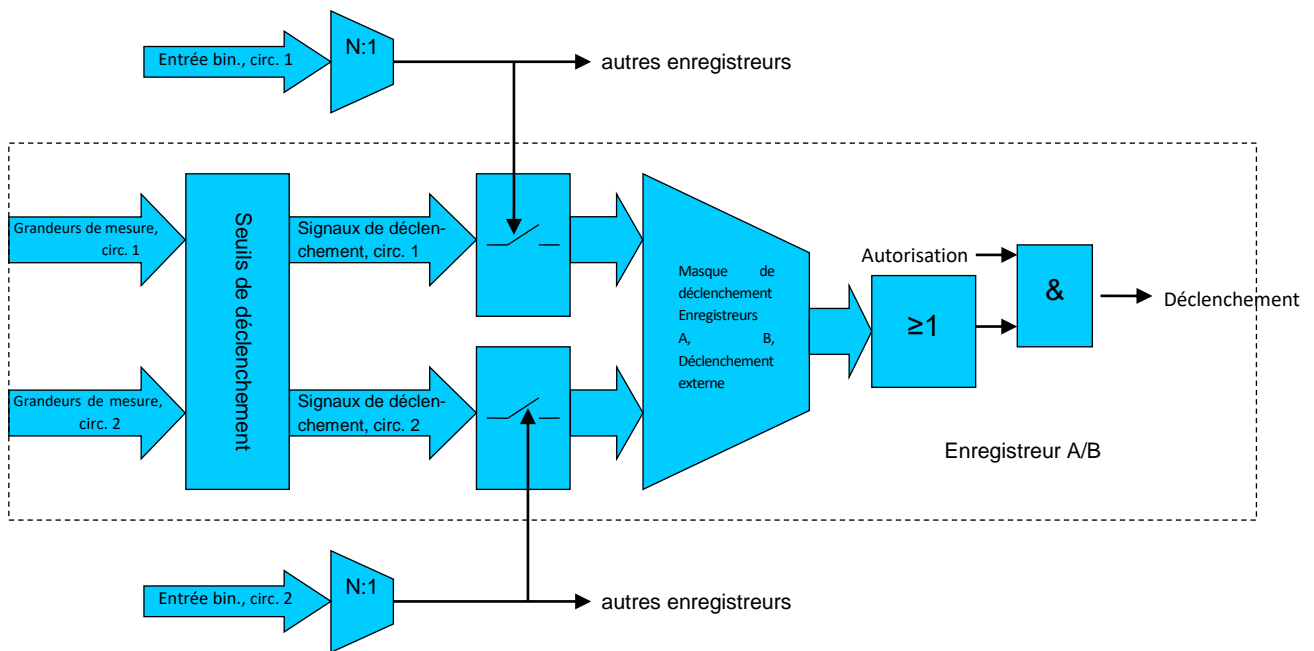 Entrée bin., circ. 1
N:1
autres enregistreurs
Grandeurs de mesure,
circ. 1
Seuils de déclenchement
Signaux de déclen-
chement, circ. 1
Masque de
déclenchement
Enregistreurs
A, B,
Déclenchement
externe
Autorisation
≥1
&
Déclenchement
Grandeurs de mesure,
circ. 2
Signaux de déclen-
chement, circ. 2
Enregistreur A/B
Entrée bin., circ. 2
N:1
autres enregistreurs